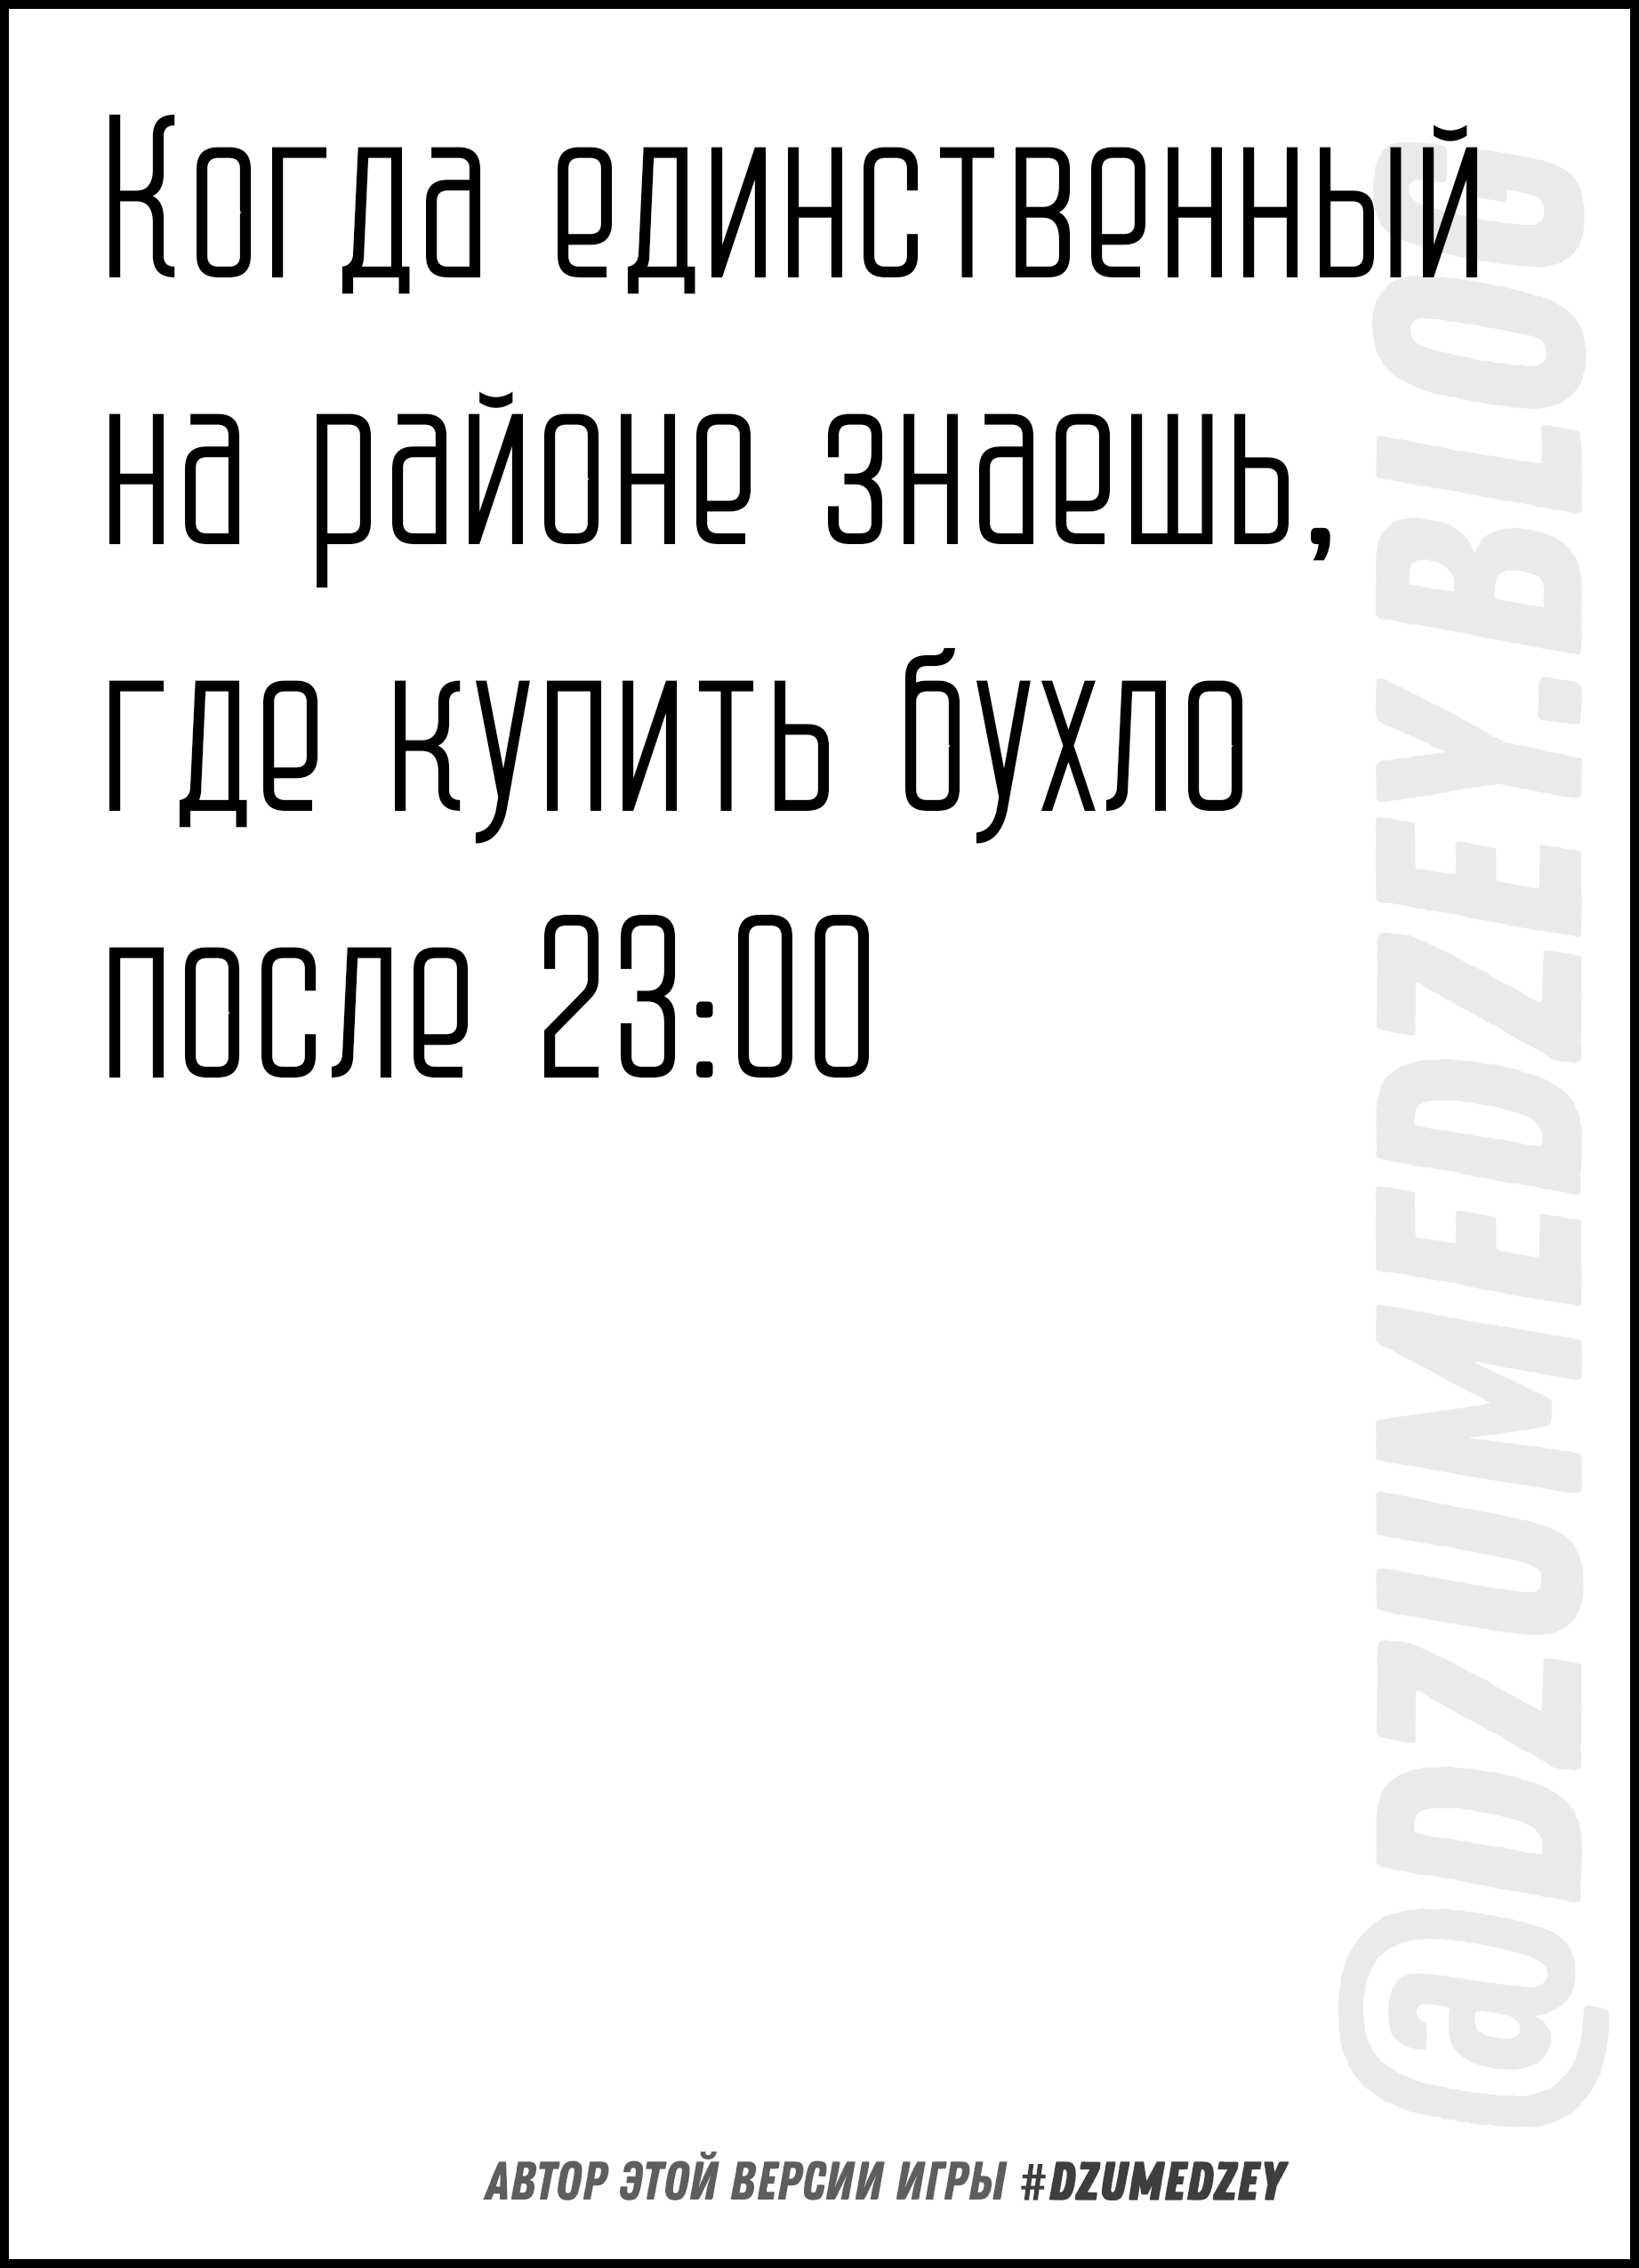 Когда единственный
на районе знаешь,
где купить бухло
после 23:00
@DZUMEDZEY.BLOG
АВТОР ЭТОЙ ВЕРСИИ ИГРЫ #DZUMEDZEY